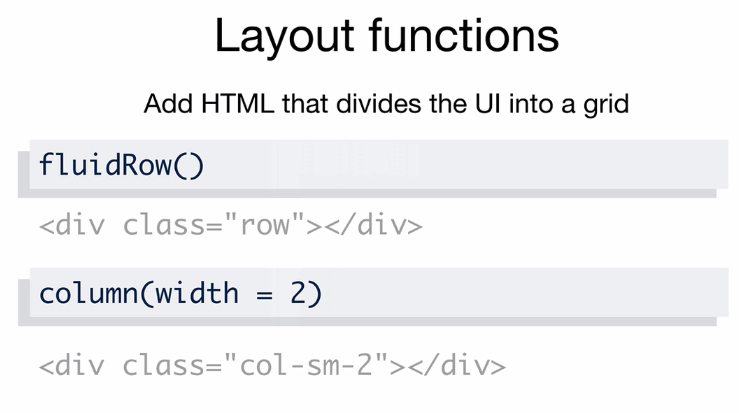 Layout functions
Add HTML that divides the UI into a grid
fluidRow()
<div class="row"></div>
column(width = 2)
<div class="col-sm-2"></div>